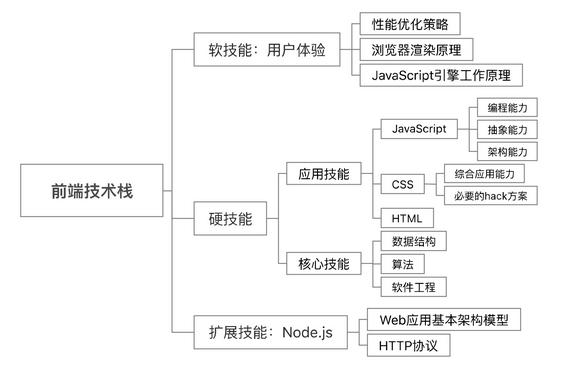 前端技术栈
软技能：用户体验
性能优化策略
浏览器渲染原理
JavaScript引擎工作原理
硬技能
应用技能
JavaScript
编程能力
抽象能力
架构能力
CSS
综合应用能力
必要的hack方案
HTML
核心技能
数据结构
算法
软件工程
扩展技能：Node.js
Web应用基本架构模型
HTTP协议